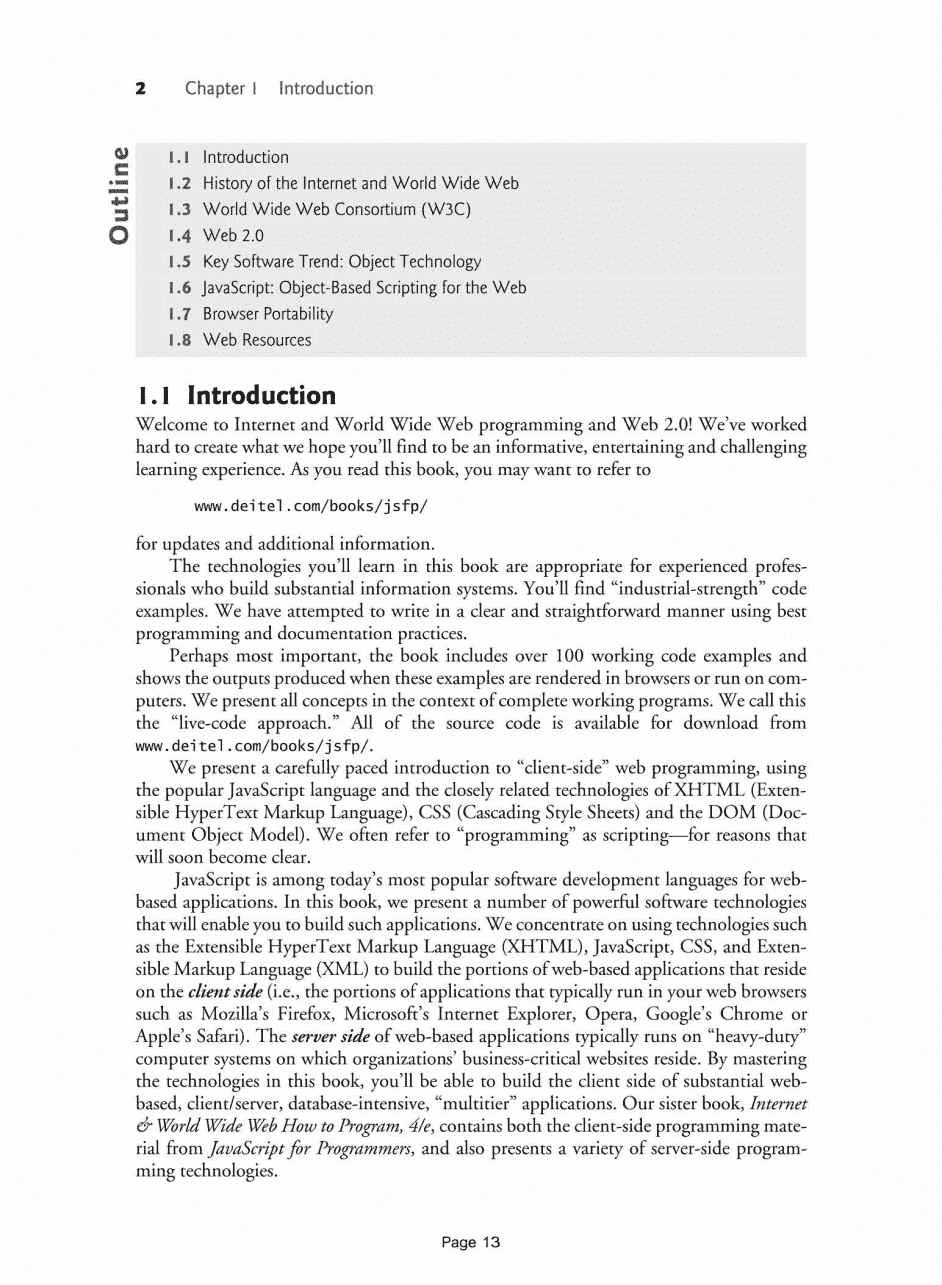 2 Chapter 1 Introduction
Outline
1.1 Introduction
1.2 History of the Internet and World Wide Web
1.3 World Wide Web Consortium (W3C)
1.4 Web 2.0
1.5 Key Software Trend: Object Technology
1.6 JavaScript: Object-Based Scripting for the Web
1.7 Browser Portability
1.8 Web Resources
1.1 Introduction
Welcome to Internet and World Wide Web programming and Web 2.0! We've worked
hard to create what we hope you'll find to be an informative, entertaining and challenging
learning experience. As you read this book, you may want to refer to
www.deitel.com/books/jsfp/
for updates and additional information.
The technologies you'll learn in this book are appropriate for experienced profes-
sionals who build substantial information systems. You'll find “industrial-strength” code
examples. We have attempted to write in a clear and straightforward manner using best
programming and documentation practices.
Perhaps most important, the book includes over 100 working code examples and
shows the outputs produced when these examples are rendered in browsers or run on com-
puters. We present all concepts in the context of complete working programs. We call this
the “live-code approach.” All of the source code is available for download from
www.deitel.com/books/jsfp/.
We present a carefully paced introduction to “client-side” web programming, using
the popular JavaScript language and the closely related technologies of XHTML (Exten-
sible HyperText Markup Language), CSS (Cascading Style Sheets) and the DOM (Doc-
ument Object Model). We often refer to “programming” as scripting—for reasons that
will soon become clear.
JavaScript is among today's most popular software development languages for web-
based applications. In this book, we present a number of powerful software technologies
that will enable you to build such applications. We concentrate on using technologies such
as the Extensible HyperText Markup Language (XHTML), JavaScript, CSS, and Exten-
sible Markup Language (XML) to build the portions of web-based applications that reside
on the client side (i.e., the portions of applications that typically run in your web browsers
such as Mozilla's Firefox, Microsoft's Internet Explorer, Opera, Google's Chrome or
Apple's Safari). The server side of web-based applications typically runs on “heavy-duty”
computer systems on which organizations' business-critical websites reside. By mastering
the technologies in this book, you'll be able to build the client side of substantial web-
based, client/server, database-intensive, “multitier” applications. Our sister book, Internet
& World Wide Web How to Program, 4/e, contains both the client-side programming mate-
rial from JavaScript for Programmers, and also presents a variety of server-side program-
ming technologies.
Page 13